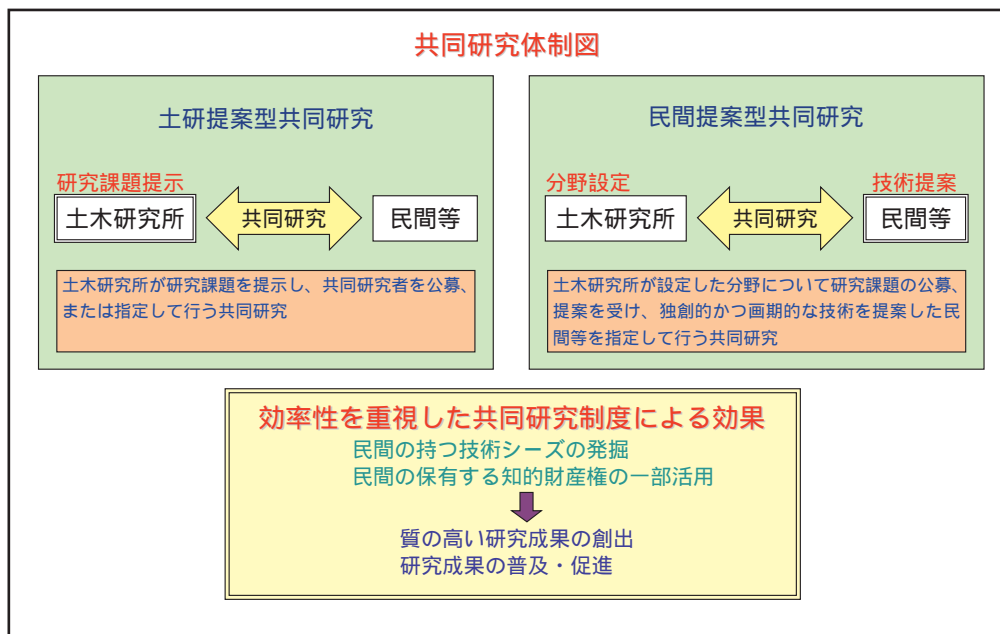 共同研究体制図
土研提案型共同研究
研究課題提示
土木研究所
共同研究
民間等
土木研究所が研究課題を提示し、共同研究者を公募、
または指定して行う共同研究
民間提案型共同研究
分野設定
技術提案
土木研究所
共同研究
民間等
土木研究所が設定した分野について研究課題の公募、
提案を受け、独創的かつ画期的な技術を提案した民
間等を指定して行う共同研究
効率性を重視した共同研究制度による効果
民間の持つ技術シーズの発掘
民間の保有する知的財産権の一部活用
質の高い研究成果の創出
研究成果の普及・促進